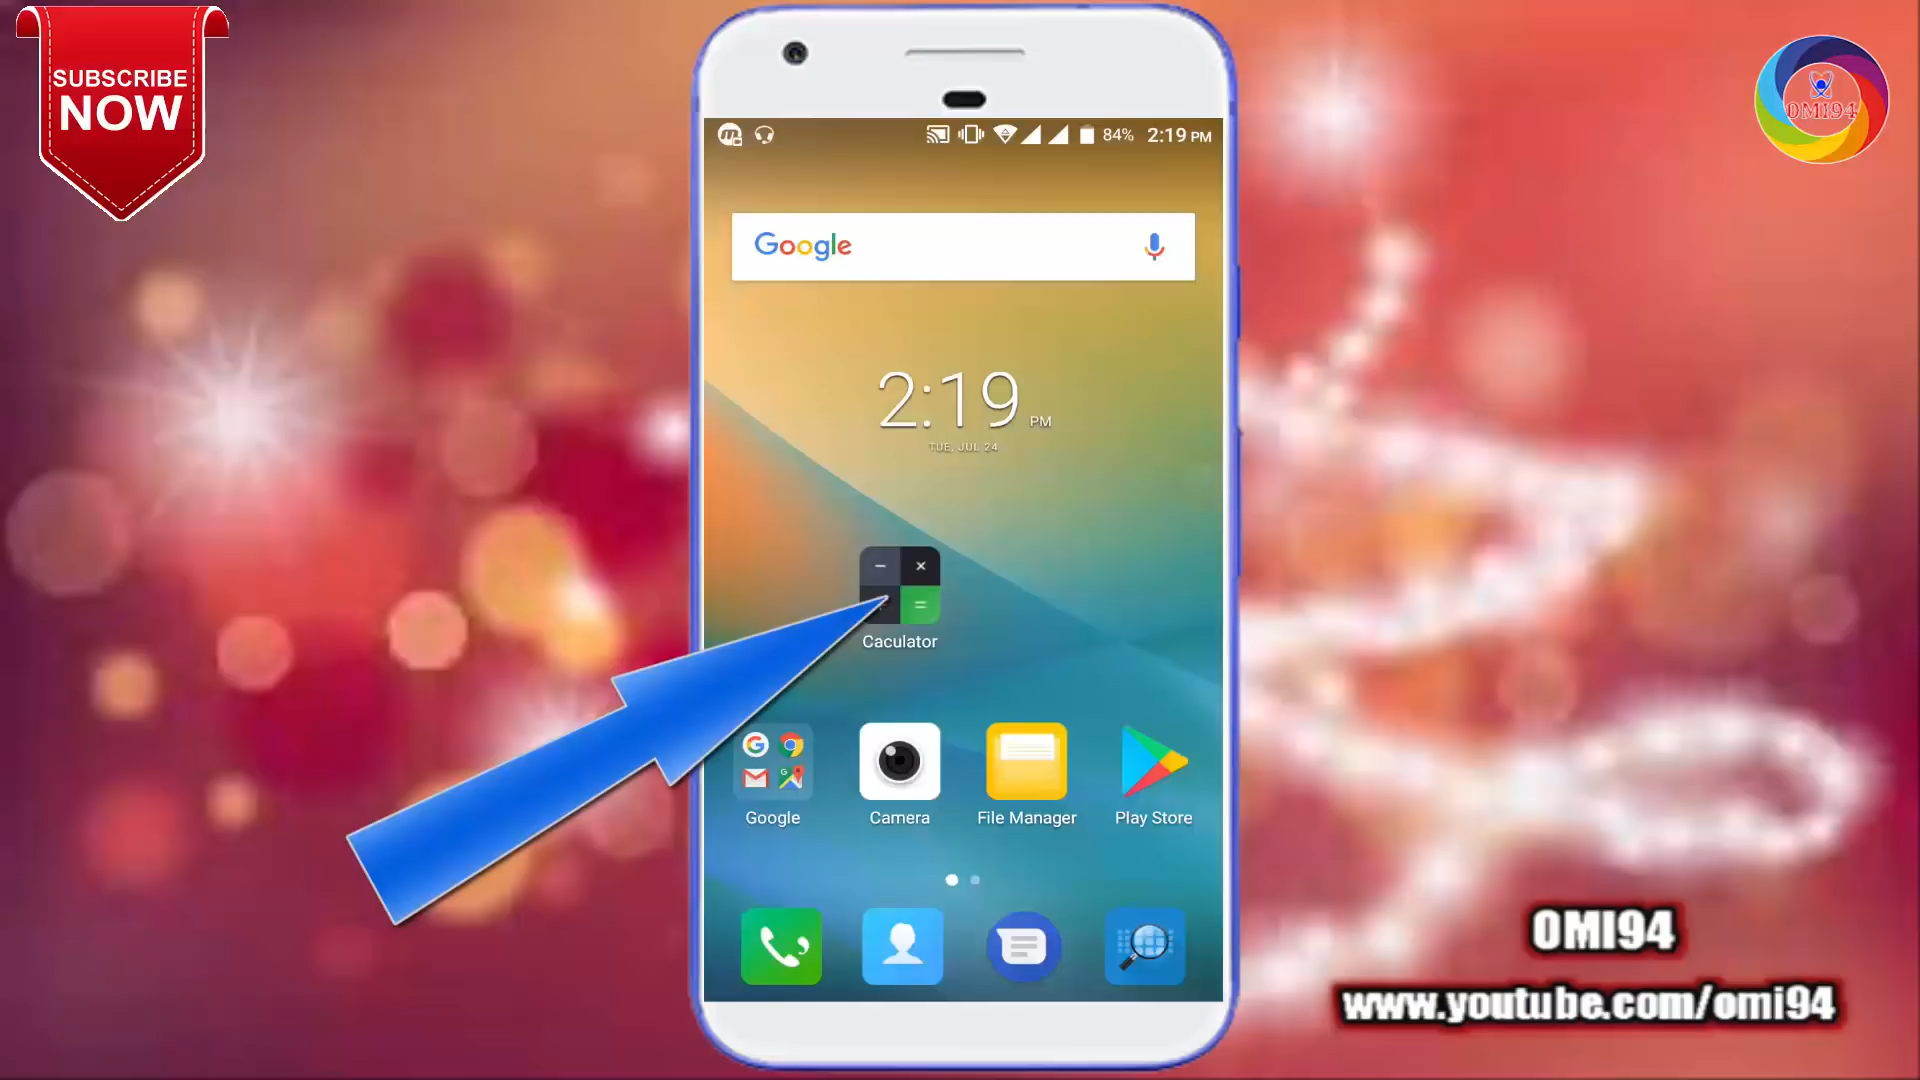 SUBSCRIBE
NOW
OMI94
84% 2:19 PM
Google
2:19 PM
TUE, JUL 24
Caculator
Google
Camera
File Manager
Play Store
OMI94
www.youtube.com/omi94